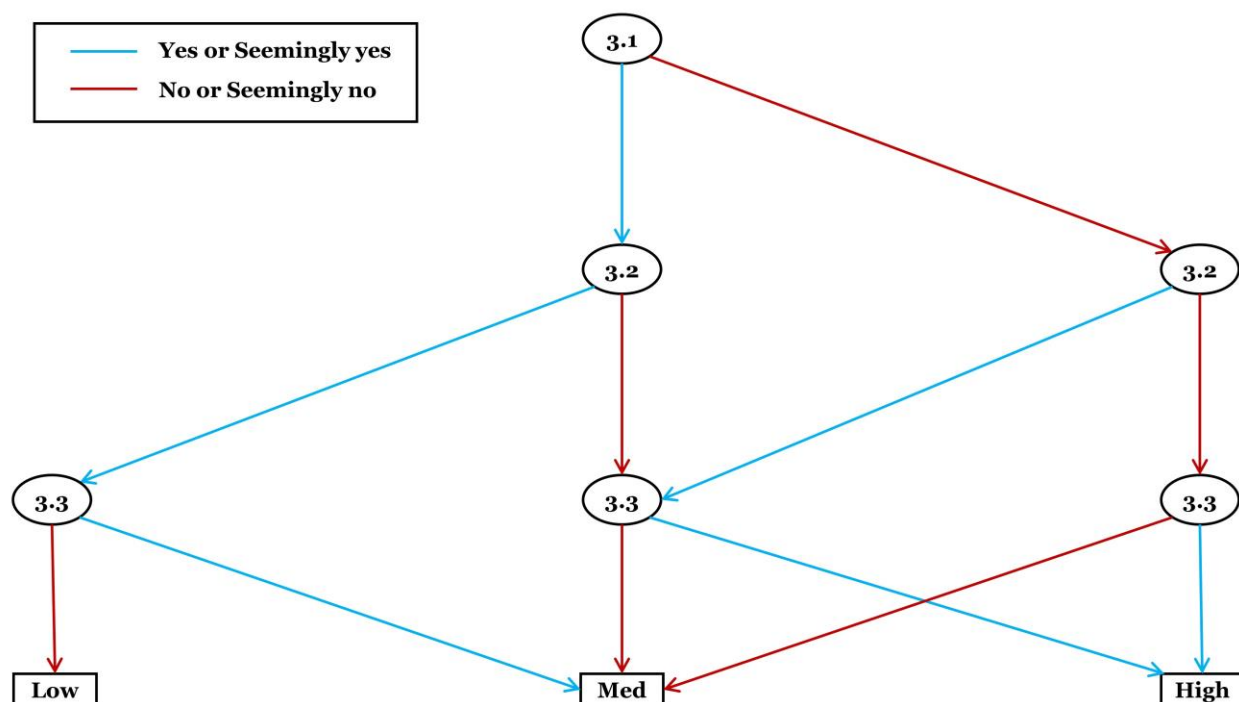 Yes or Seemingly yes
No or Seemingly no
3.1
3.2
3.2
3.3
3.3
3.3
Low
Med
High